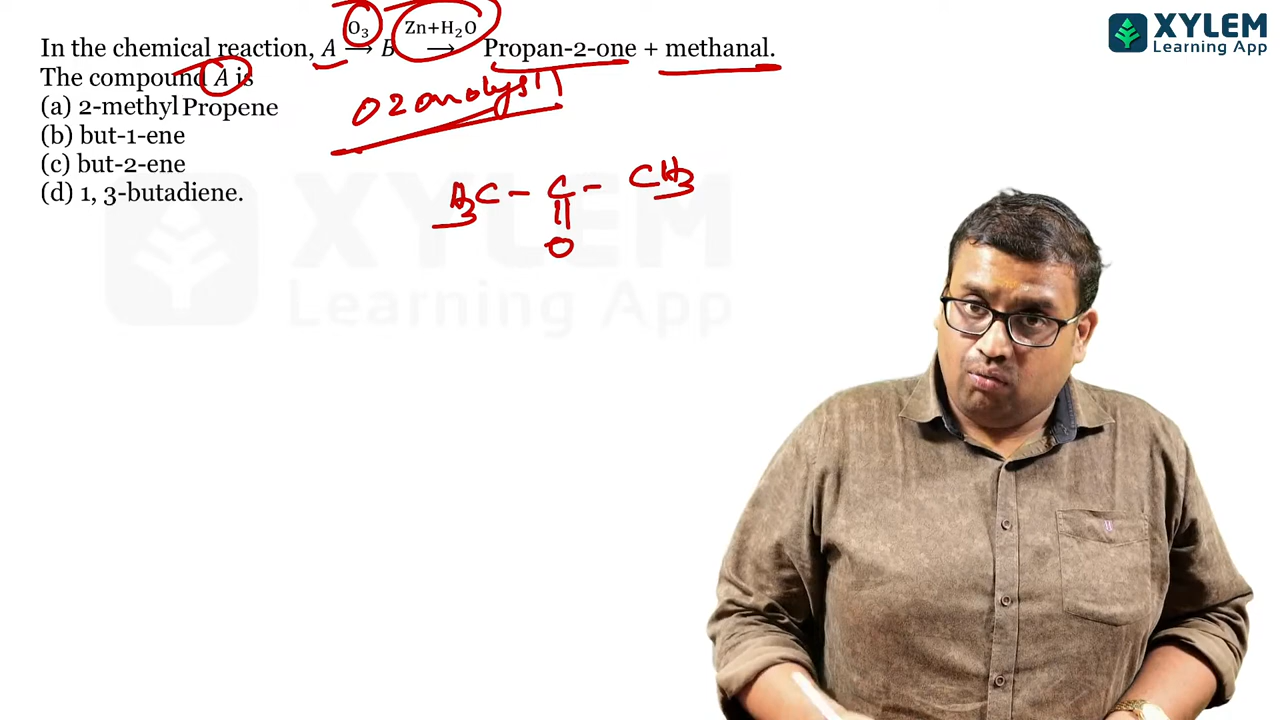 XYLEM
Learning App
In the chemical reaction, A O₃⟶ B Zn+H₂O⟶ Propan-2-one + methanal.
The compound A is
(a) 2-methyl Propene
(b) but-1-ene
(c) but-2-ene
(d) 1, 3-butadiene.
H₃C – C – CH₃
||
O
XYLEM
Learning App